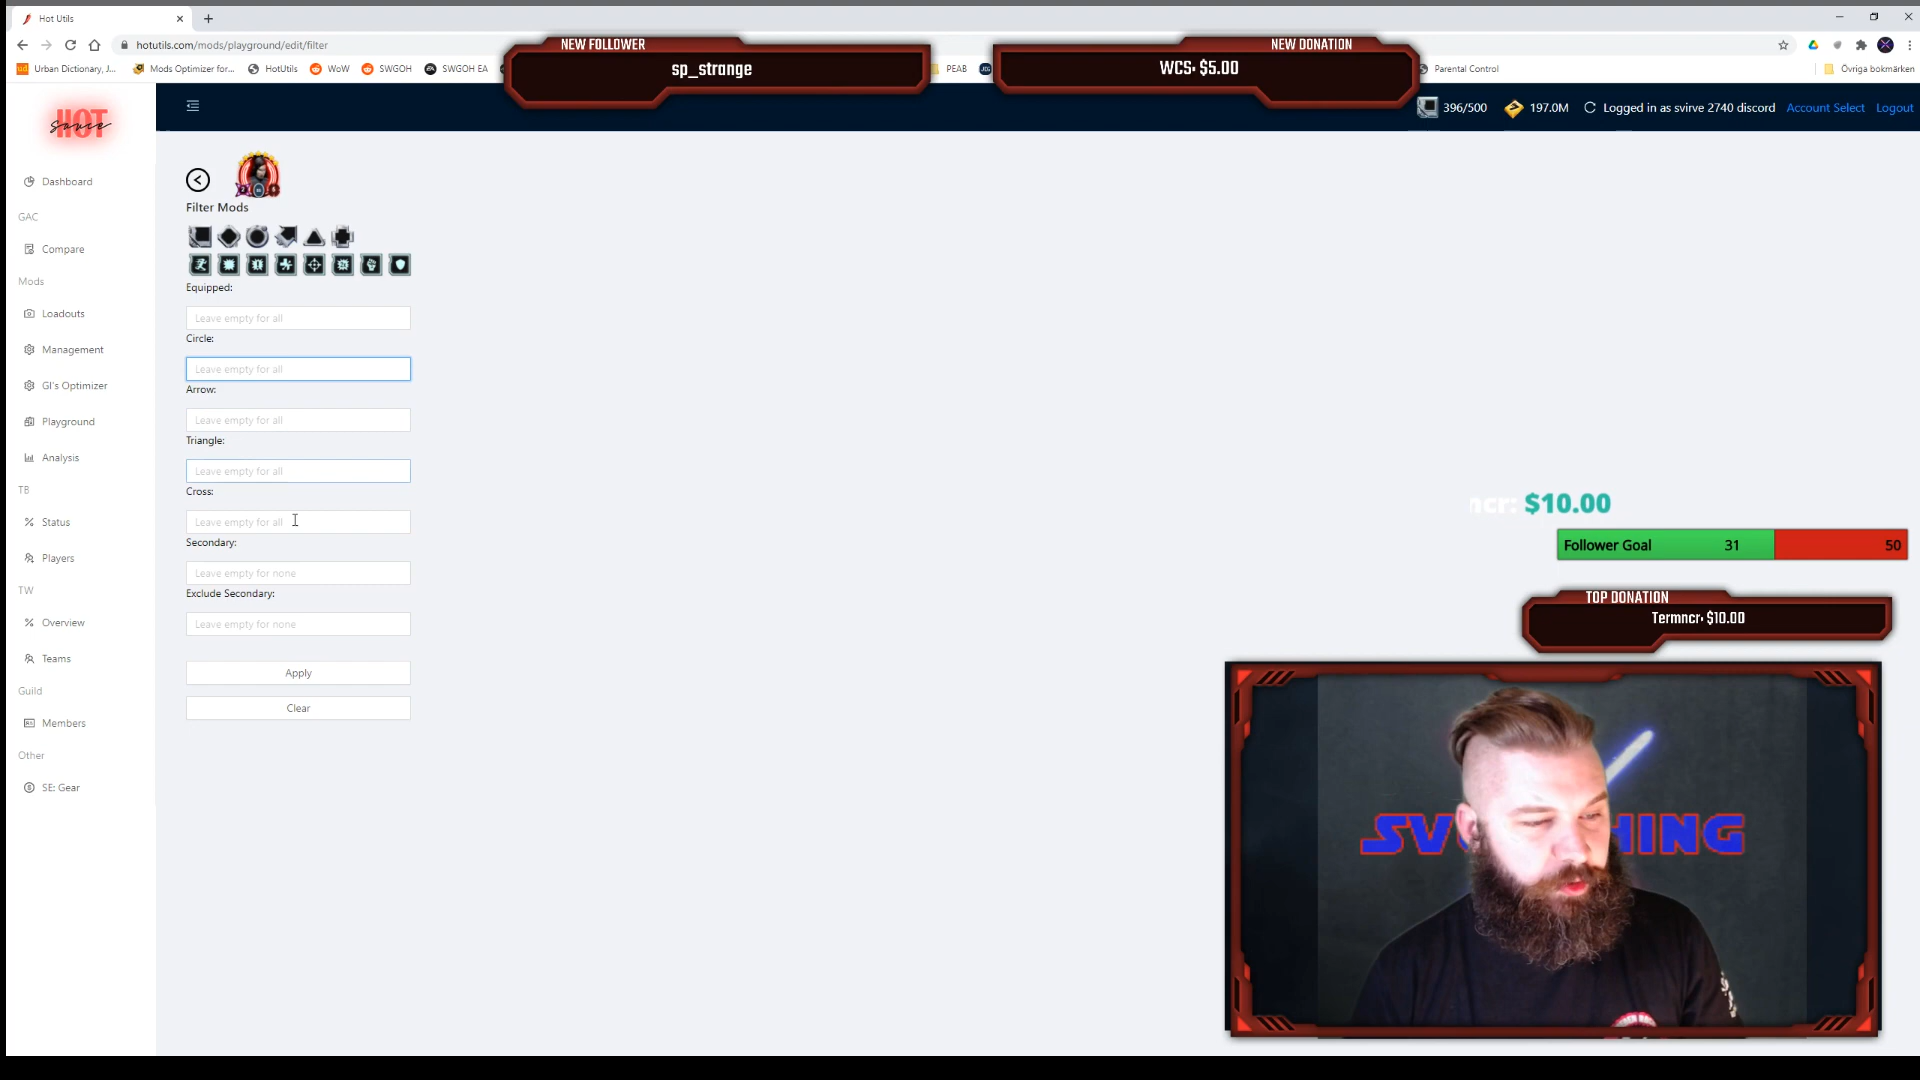 Hot Utils
hotutils.com/mods/playground/edit/filter
NEW FOLLOWER
NEW DONATION
Urban Dictionary, J...
Mods Optimizer for...
HotUtils
WoW
SWGOH
SWGOH EA
sp_strange
PEAB
WCS: $5.00
Parental Control
Övriga bokmärken
HOT
sauce
396/500
197.0M
Logged in as svirve 2740 discord
Account Select
Logout
Dashboard
GAC
Compare
Mods
Loadouts
Management
GI's Optimizer
Playground
Analysis
TB
Status
Players
TW
Overview
Teams
Guild
Members
Other
SE: Gear
Filter Mods
Equipped:
Leave empty for all
Circle:
Leave empty for all
Arrow:
Leave empty for all
Triangle:
Leave empty for all
Cross:
Leave empty for all
Secondary:
Leave empty for none
Exclude Secondary:
Leave empty for none
Apply
Clear
ncr: $10.00
Follower Goal 31 50
TOP DONATION
Termncr: $10.00
HING